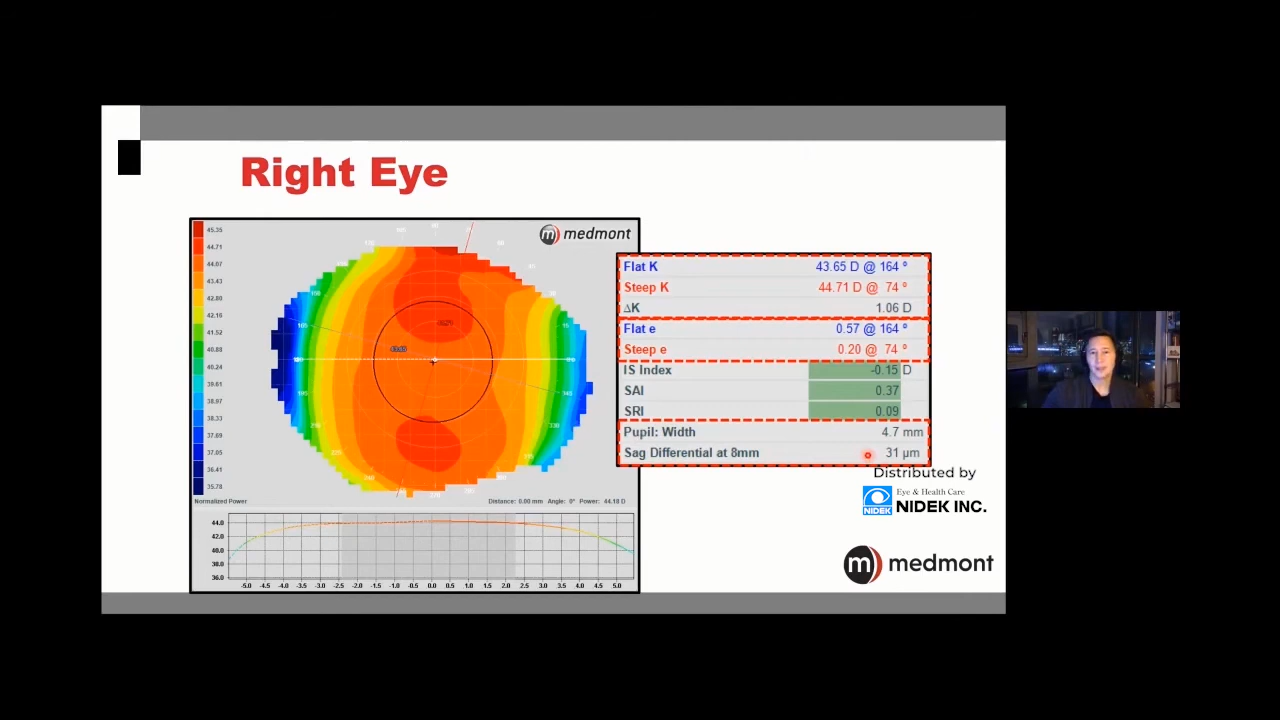 Right Eye
medmont
45.35
44.71
44.07
43.43
42.80
42.16
41.52
40.88
40.24
39.61
38.97
38.33
37.69
37.05
36.41
35.78
Normalized Power
Distance: 0.00 mm Angle: 0° Power: 44.18 D
44.0
42.0
40.0
38.0
36.0
-5.0 -4.5 -4.0 -3.5 -3.0 -2.5 -2.0 -1.5 -1.0 -0.5 0.0 0.5 1.0 1.5 2.0 2.5 3.0 3.5 4.0 4.5 5.0
Flat K 43.65 D @ 164 °
Steep K 44.71 D @ 74 °
ΔK 1.06 D
Flat e 0.57 @ 164 °
Steep e 0.20 @ 74 °
IS Index -0.15 D
SAI 0.37
SRI 0.09
Pupil: Width 4.7 mm
Sag Differential at 8mm 31 µm
Distributed by
NIDEK
Eye & Health Care
NIDEK INC.
medmont